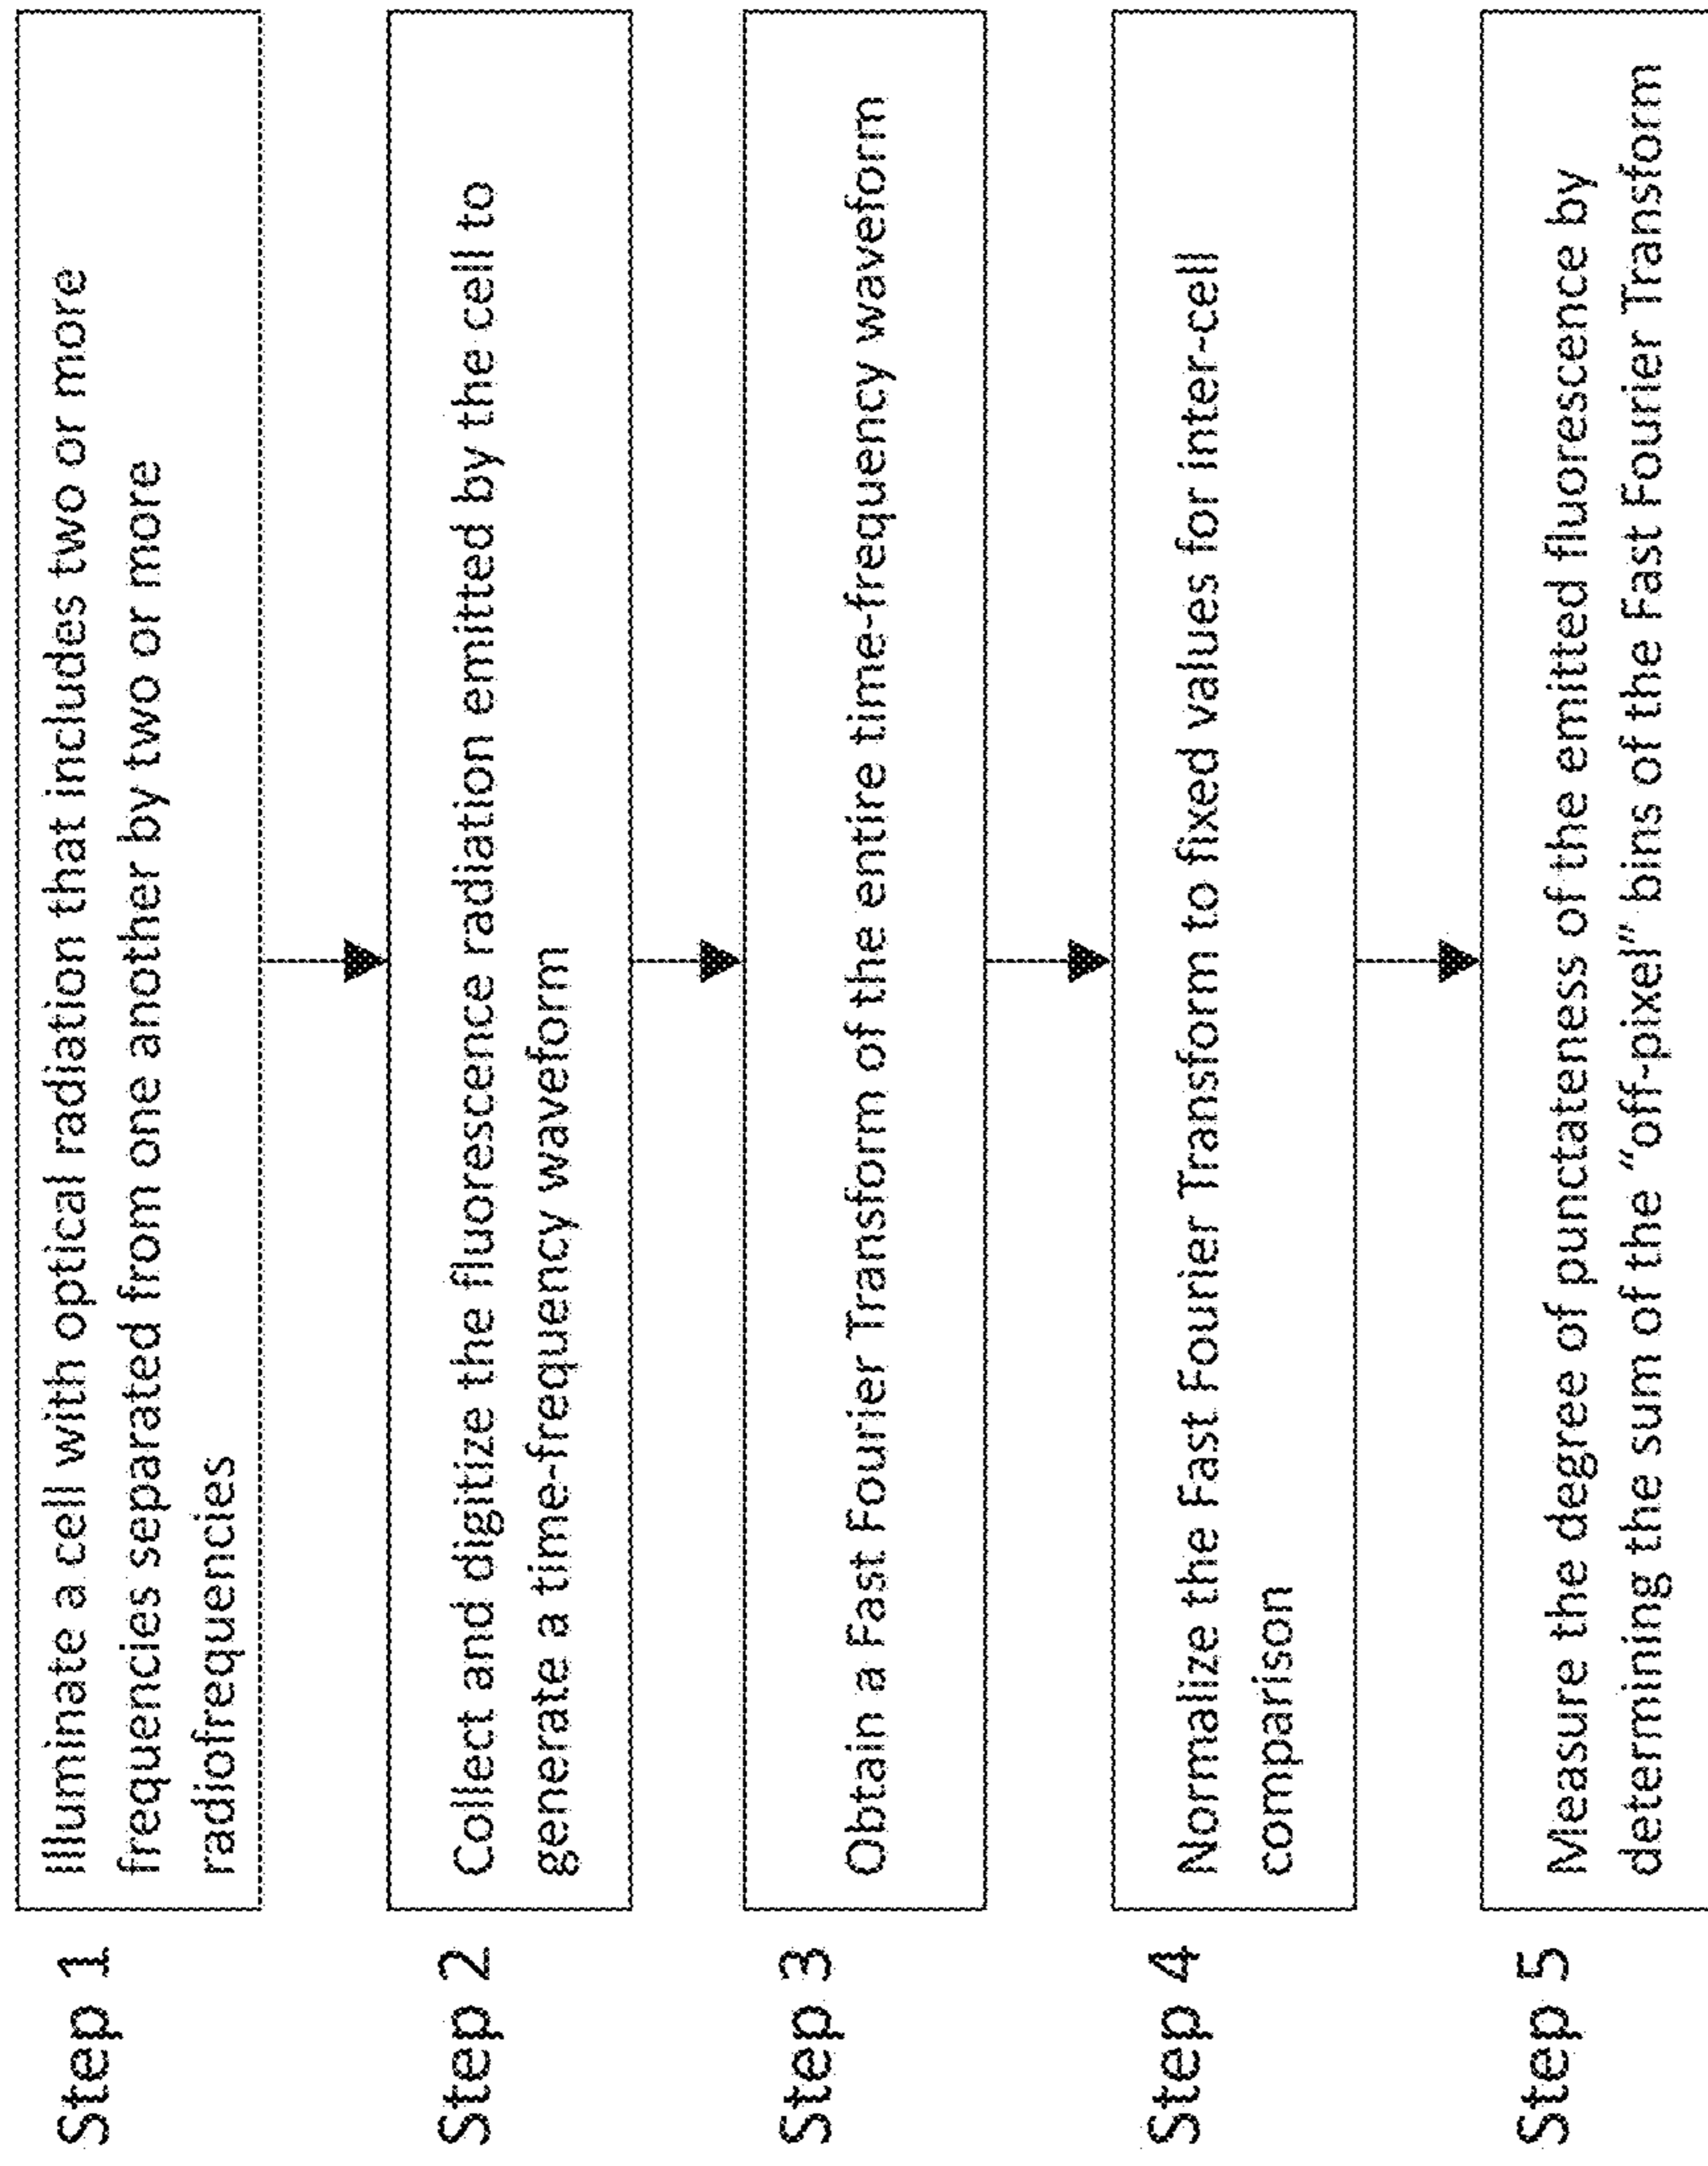 Step 1
Illuminate a cell with optical radiation that includes two or more
frequencies separated from one another by two or more
radiofrequencies
Step 2
Collect and digitize the fluorescence radiation emitted by the cell to
generate a time-frequency waveform
Step 3
Obtain a Fast Fourier Transform of the entire time-frequency waveform
Step 4
Normalize the Fast Fourier Transform to fixed values for inter-cell
comparison
Step 5
Measure the degree of punctateness of the emitted fluorescence by
determining the sum of the “off-pixel” bins of the Fast Fourier Transform